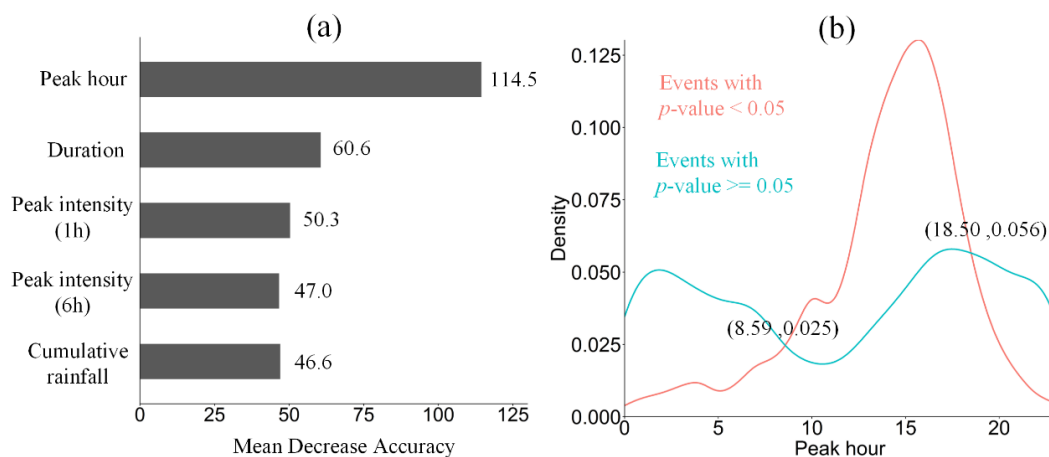 (a)
Peak hour
114.5
Duration
60.6
Peak intensity
(1h)
50.3
Peak intensity
(6h)
47.0
Cumulative
rainfall
46.6
0
25
50
75
100
125
Mean Decrease Accuracy
(b)
Density
0.125
0.100
0.075
0.050
0.025
0.000
Events with
p-value < 0.05
Events with
p-value >= 0.05
(18.50 ,0.056)
(8.59 ,0.025)
0
5
10
15
20
Peak hour